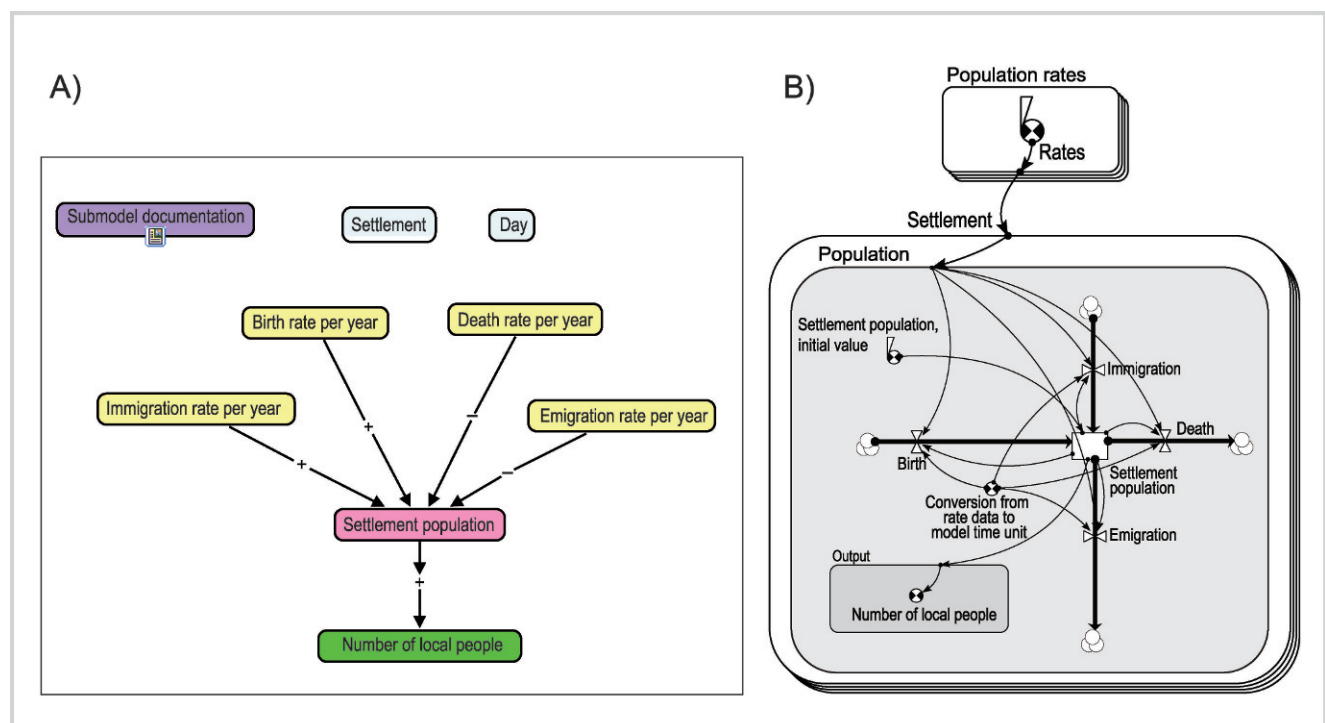 A)
Submodel documentation
Settlement
Day
Birth rate per year
Death rate per year
Immigration rate per year
Emigration rate per year
+
+
–
–
Settlement population
+
Number of local people
B)
Population rates
Rates
Settlement
Population
Settlement population,
initial value
Immigration
Death
Birth
Settlement
population
Conversion from
rate data to
model time unit
Emigration
Output
Number of local people